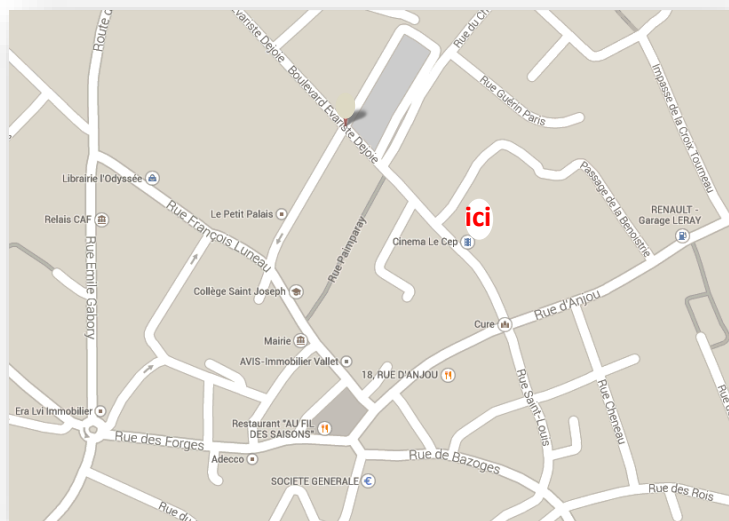 Route d
Evariste Dejoie
Boulevard Evariste Dejoie
Rue du Ch
Rue Guérin Paris
Impasse de la Croix Tourneau
Librairie l'Odyssée
Relais CAF
Rue François Luneau
Le Petit Palais
Rue Paimparay
ici
Cinema Le Cep
Passage de la Benoistrie
RENAULT -
Garage LERAY
Rue Emile Gabory
Collège Saint Joseph
Rue d'Anjou
Cure
Mairie
AVIS-Immobilier Vallet
18, RUE D'ANJOU
Era Lvi Immobilier
Restaurant "AU FIL
DES SAISONS"
Rue Saint-Louis
Rue Cheneau
Rue des Forges
Adecco
Rue de Bazoges
SOCIETE GENERALE
Rue des Rois
Rue du